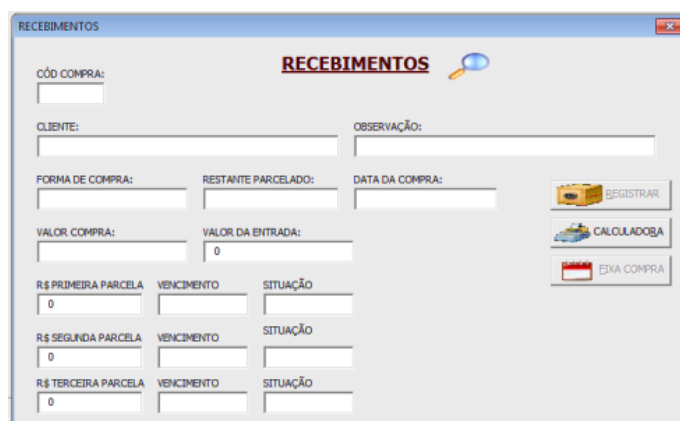 RECEBIMENTOS
RECEBIMENTOS
CÓD COMPRA:
CLIENTE: OBSERVAÇÃO:
FORMA DE COMPRA: RESTANTE PARCELADO: DATA DA COMPRA:
REGISTRAR
VALOR COMPRA: VALOR DA ENTRADA:
CALCULADORA
0
FIXA COMPRA
R$ PRIMEIRA PARCELA VENCIMENTO SITUAÇÃO
0
R$ SEGUNDA PARCELA VENCIMENTO SITUAÇÃO
0
R$ TERCEIRA PARCELA VENCIMENTO SITUAÇÃO
0